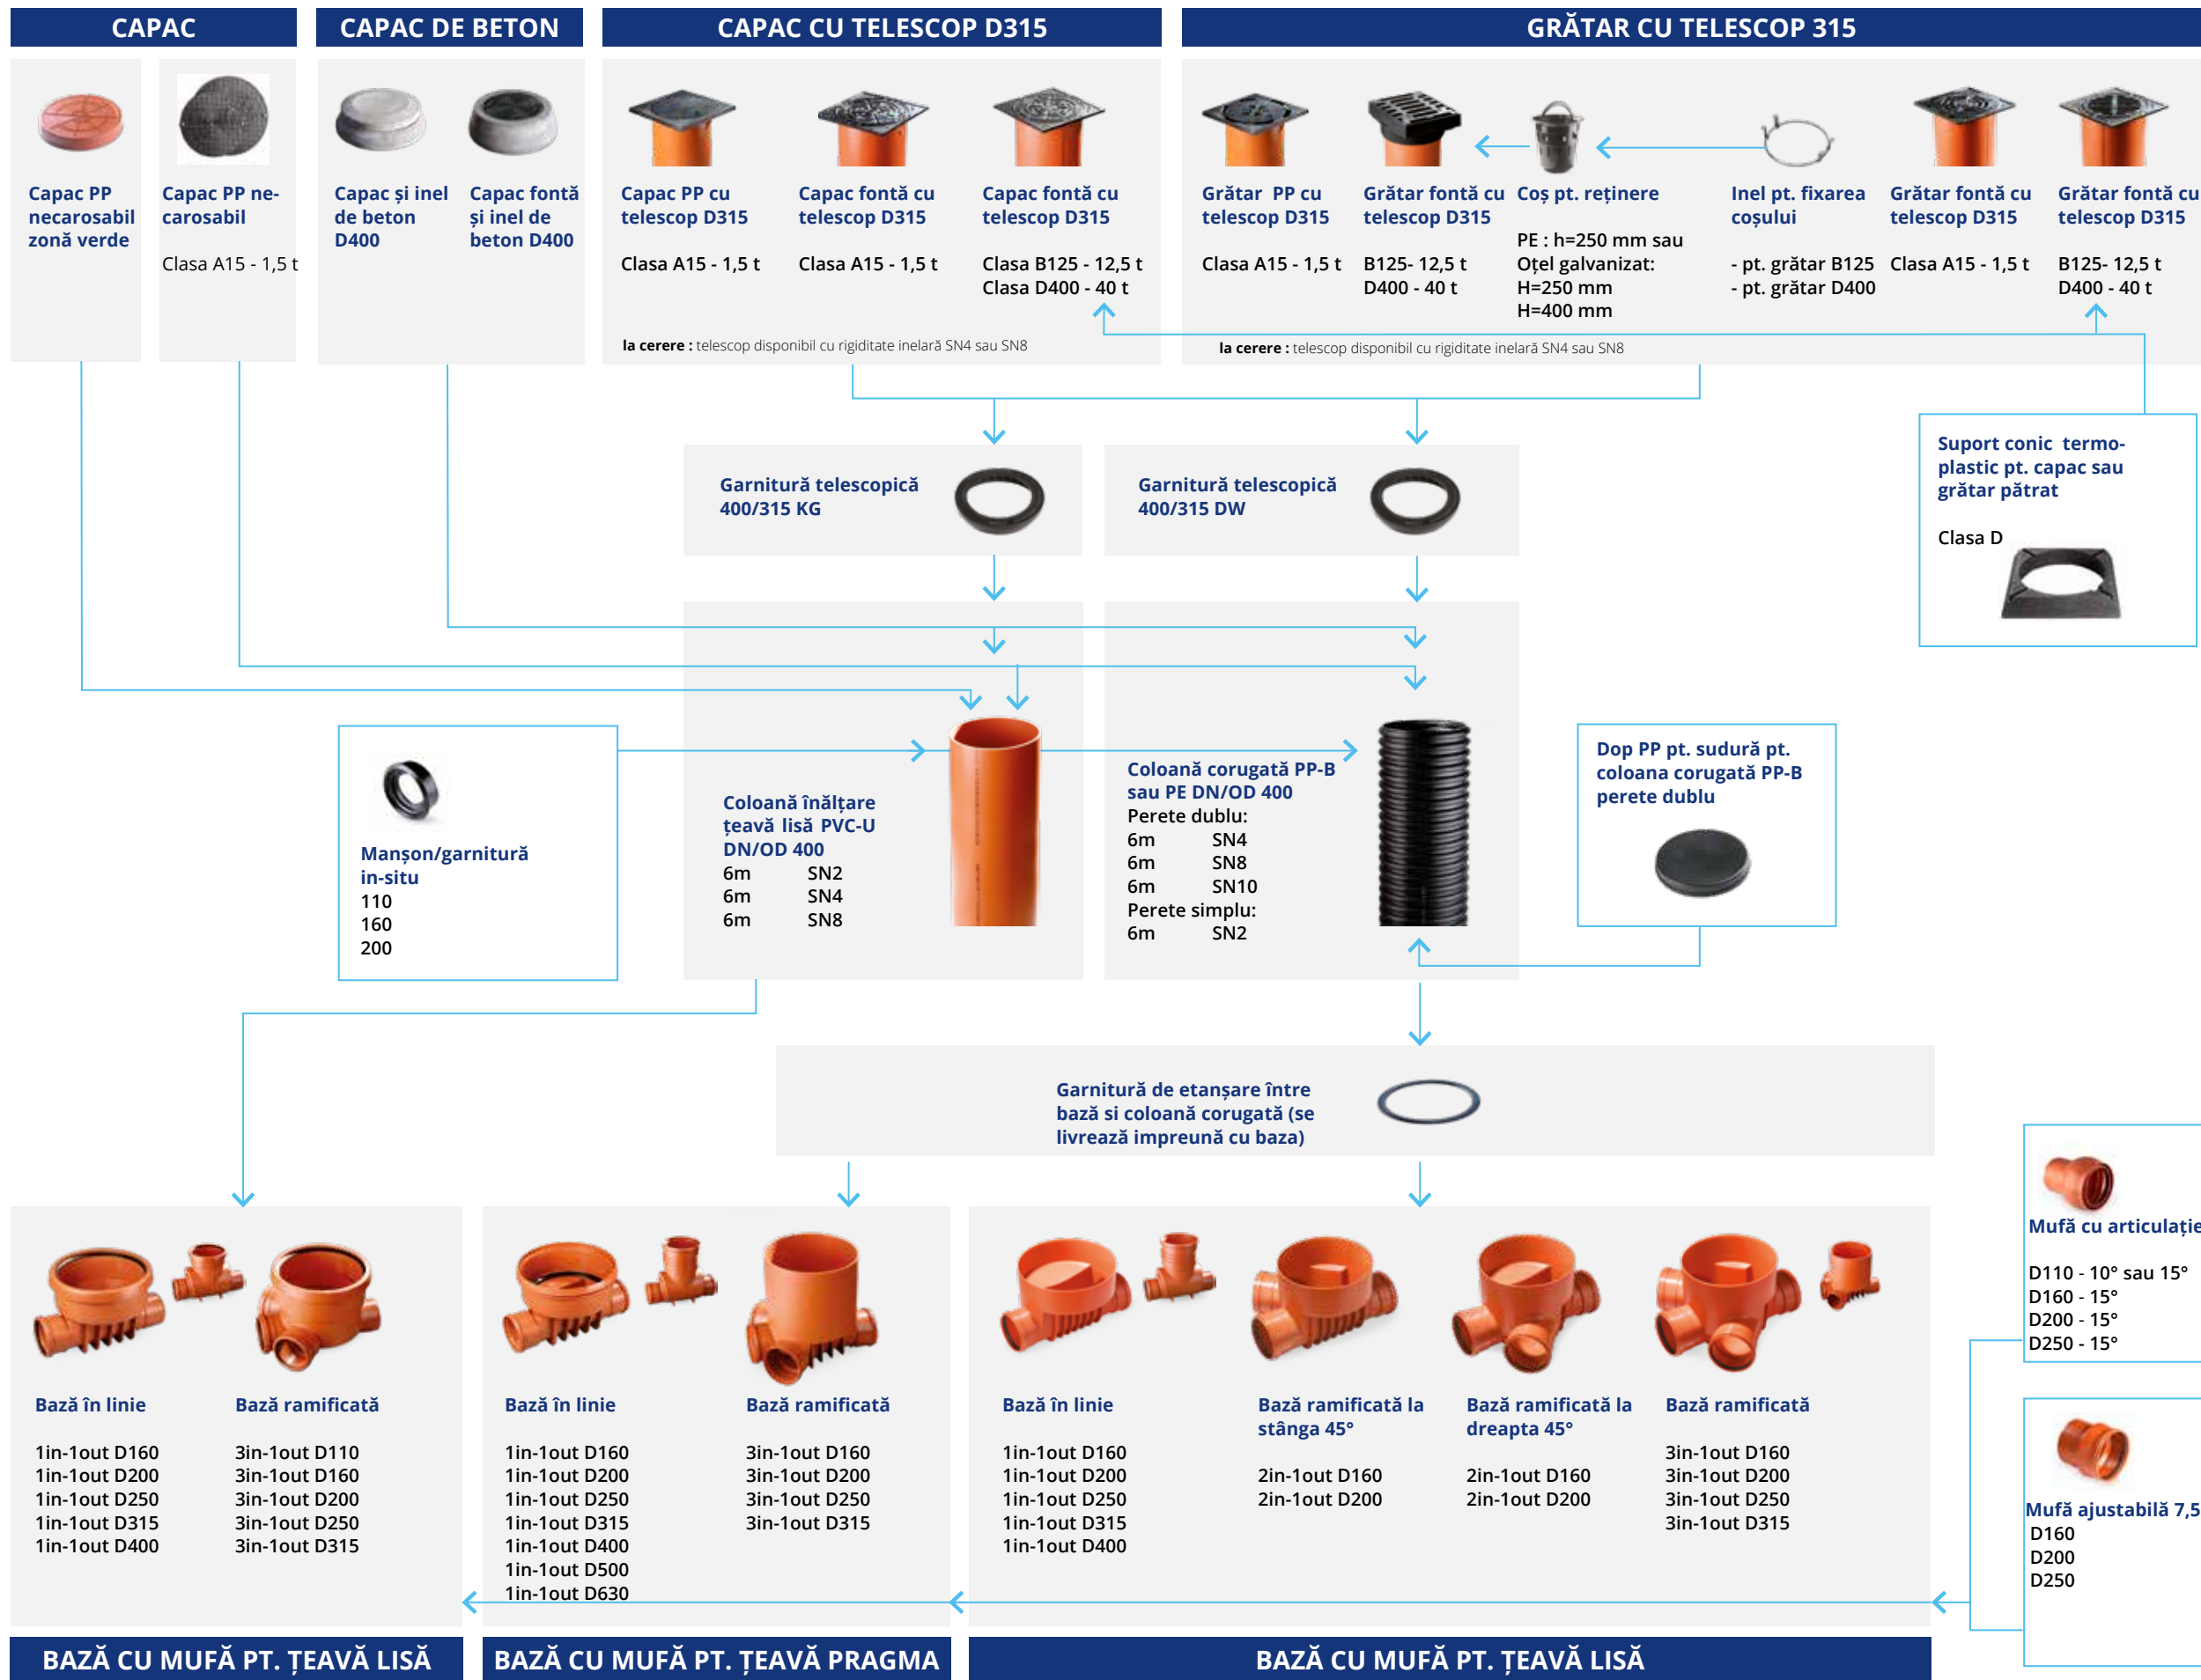 CAPAC
CAPAC DE BETON
CAPAC CU TELESCOP D315
GRĂTAR CU TELESCOP 315
Capac PP
necarosabil
zonă verde
Capac PP ne-
carosabil
Clasa A15 - 1,5 t
Capac și inel
de beton
D400
Capac fontă
și inel de
beton D400
Capac PP cu
telescop D315
Clasa A15 - 1,5 t
Capac fontă cu
telescop D315
Clasa A15 - 1,5 t
Capac fontă cu
telescop D315
Clasa B125 - 12,5 t
Clasa D400 - 40 t
la cerere : telescop disponibil cu rigiditate inelară SN4 sau SN8
Grătar PP cu
telescop D315
Clasa A15 - 1,5 t
Grătar fontă cu
telescop D315
B125- 12,5 t
D400 - 40 t
Coș pt. reținere
PE : h=250 mm sau
Oțel galvanizat:
H=250 mm
H=400 mm
Inel pt. fixarea
coșului
- pt. grătar B125
- pt. grătar D400
Grătar fontă cu
telescop D315
Clasa A15 - 1,5 t
Grătar fontă cu
telescop D315
B125- 12,5 t
D400 - 40 t
la cerere : telescop disponibil cu rigiditate inelară SN4 sau SN8
Garnitură telescopică
400/315 KG
Garnitură telescopică
400/315 DW
Suport conic termo-
plastic pt. capac sau
grătar pătrat
Clasa D
Manșon/garnitură
in-situ
110
160
200
Coloană înălțare
țeavă lisă PVC-U
DN/OD 400
6m SN2
6m SN4
6m SN8
Coloană corugată PP-B
sau PE DN/OD 400
Perete dublu:
6m SN4
6m SN8
6m SN10
Perete simplu:
6m SN2
Dop PP pt. sudură pt.
coloana corugată PP-B
perete dublu
Garnitură de etanșare între
bază si coloană corugată (se
livrează impreună cu baza)
Bază în linie
1in-1out D160
1in-1out D200
1in-1out D250
1in-1out D315
1in-1out D400
Bază ramificată
3in-1out D110
3in-1out D160
3in-1out D200
3in-1out D250
3in-1out D315
Bază în linie
1in-1out D160
1in-1out D200
1in-1out D250
1in-1out D315
1in-1out D400
1in-1out D500
1in-1out D630
Bază ramificată
3in-1out D160
3in-1out D200
3in-1out D250
3in-1out D315
Bază în linie
1in-1out D160
1in-1out D200
1in-1out D250
1in-1out D315
1in-1out D400
Bază ramificată la
stânga 45°
2in-1out D160
2in-1out D200
Bază ramificată la
dreapta 45°
2in-1out D160
2in-1out D200
Bază ramificată
3in-1out D160
3in-1out D200
3in-1out D250
3in-1out D315
Mufă cu articulație
D110 - 10° sau 15°
D160 - 15°
D200 - 15°
D250 - 15°
Mufă ajustabilă 7,5
D160
D200
D250
BAZĂ CU MUFĂ PT. ȚEAVĂ LISĂ
BAZĂ CU MUFĂ PT. ȚEAVĂ PRAGMA
BAZĂ CU MUFĂ PT. ȚEAVĂ LISĂ